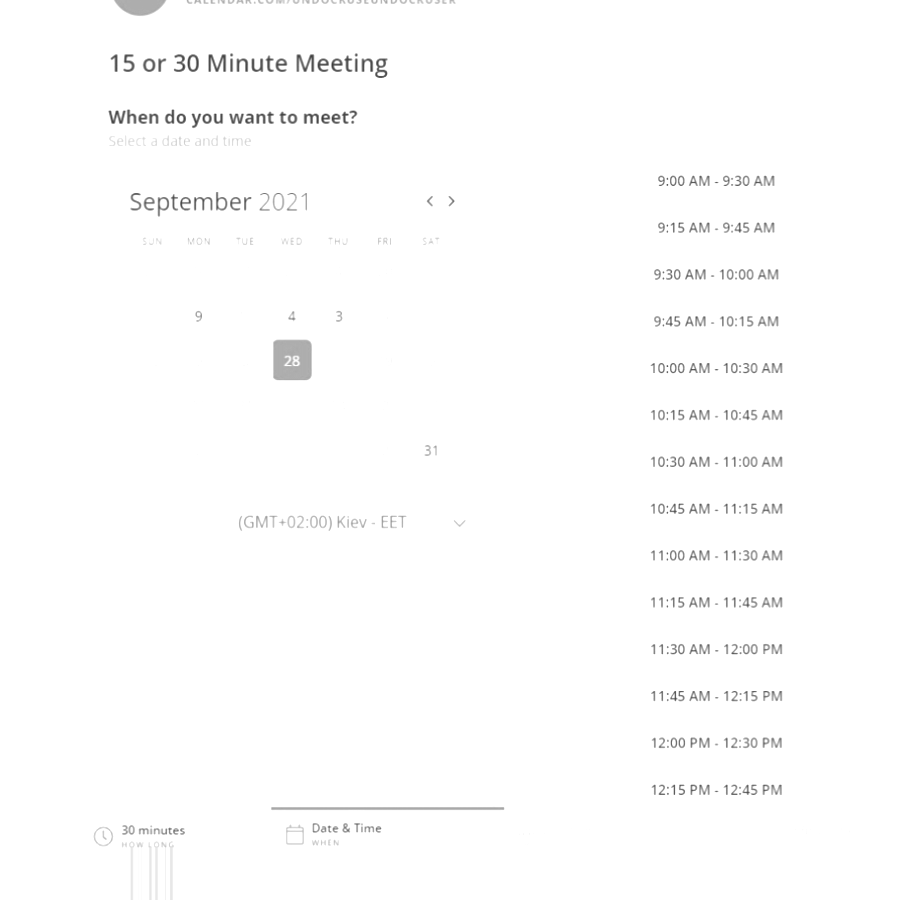 15 or 30 Minute Meeting
When do you want to meet?
Select a date and time
September 2021
SUN MON TUE WED THU FRI SAT
9 4 3
28
31
(GMT+02:00) Kiev - EET
9:00 AM - 9:30 AM
9:15 AM - 9:45 AM
9:30 AM - 10:00 AM
9:45 AM - 10:15 AM
10:00 AM - 10:30 AM
10:15 AM - 10:45 AM
10:30 AM - 11:00 AM
10:45 AM - 11:15 AM
11:00 AM - 11:30 AM
11:15 AM - 11:45 AM
11:30 AM - 12:00 PM
11:45 AM - 12:15 PM
12:00 PM - 12:30 PM
12:15 PM - 12:45 PM
30 minutes
HOW LONG
Date & Time
WHEN